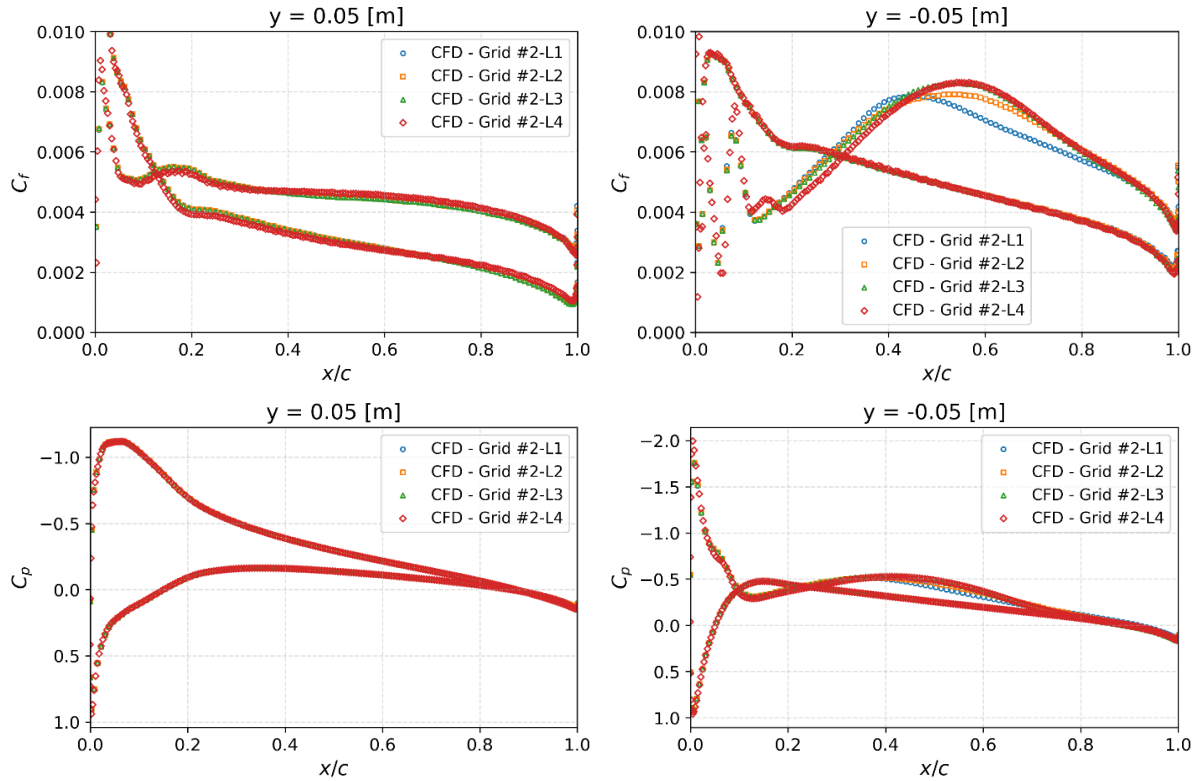 y = 0.05 [m]
0.010
0.008
0.006
0.004
0.002
0.000
C_f
CFD - Grid #2-L1
CFD - Grid #2-L2
CFD - Grid #2-L3
CFD - Grid #2-L4
0.0 0.2 0.4 0.6 0.8 1.0
x/c
y = -0.05 [m]
0.010
0.008
0.006
0.004
0.002
0.000
C_f
CFD - Grid #2-L1
CFD - Grid #2-L2
CFD - Grid #2-L3
CFD - Grid #2-L4
0.0 0.2 0.4 0.6 0.8 1.0
x/c
y = 0.05 [m]
−1.0
−0.5
0.0
0.5
1.0
C_p
CFD - Grid #2-L1
CFD - Grid #2-L2
CFD - Grid #2-L3
CFD - Grid #2-L4
0.0 0.2 0.4 0.6 0.8 1.0
x/c
y = -0.05 [m]
−2.0
−1.5
−1.0
−0.5
0.0
0.5
1.0
C_p
CFD - Grid #2-L1
CFD - Grid #2-L2
CFD - Grid #2-L3
CFD - Grid #2-L4
0.0 0.2 0.4 0.6 0.8 1.0
x/c